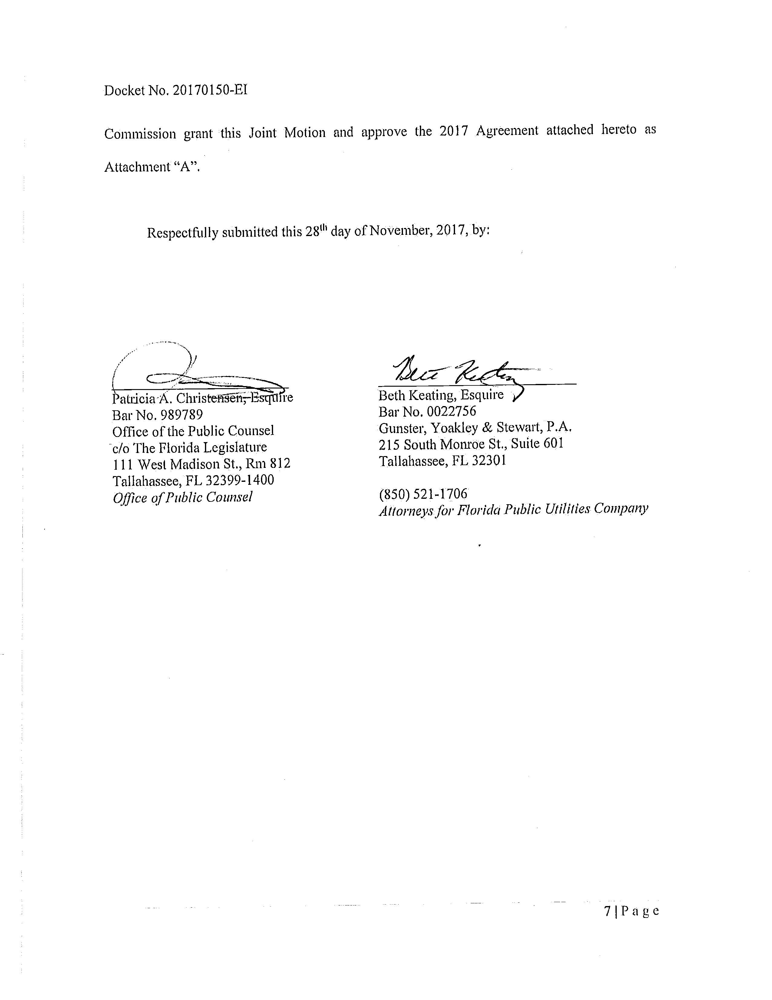 Docket No. 20170150-EI
Commission grant this Joint Motion and approve the 2017 Agreement attached hereto as
Attachment “A”.
Respectfully submitted this 28th day of November, 2017, by:
Patricia A. Christensen, Esquire
Bar No. 989789
Office of the Public Counsel
c/o The Florida Legislature
111 West Madison St., Rm 812
Tallahassee, FL 32399-1400
Office of Public Counsel
Beth Keating
Beth Keating, Esquire
Bar No. 0022756
Gunster, Yoakley & Stewart, P.A.
215 South Monroe St., Suite 601
Tallahassee, FL 32301
(850) 521-1706
Attorneys for Florida Public Utilities Company
7 | Page